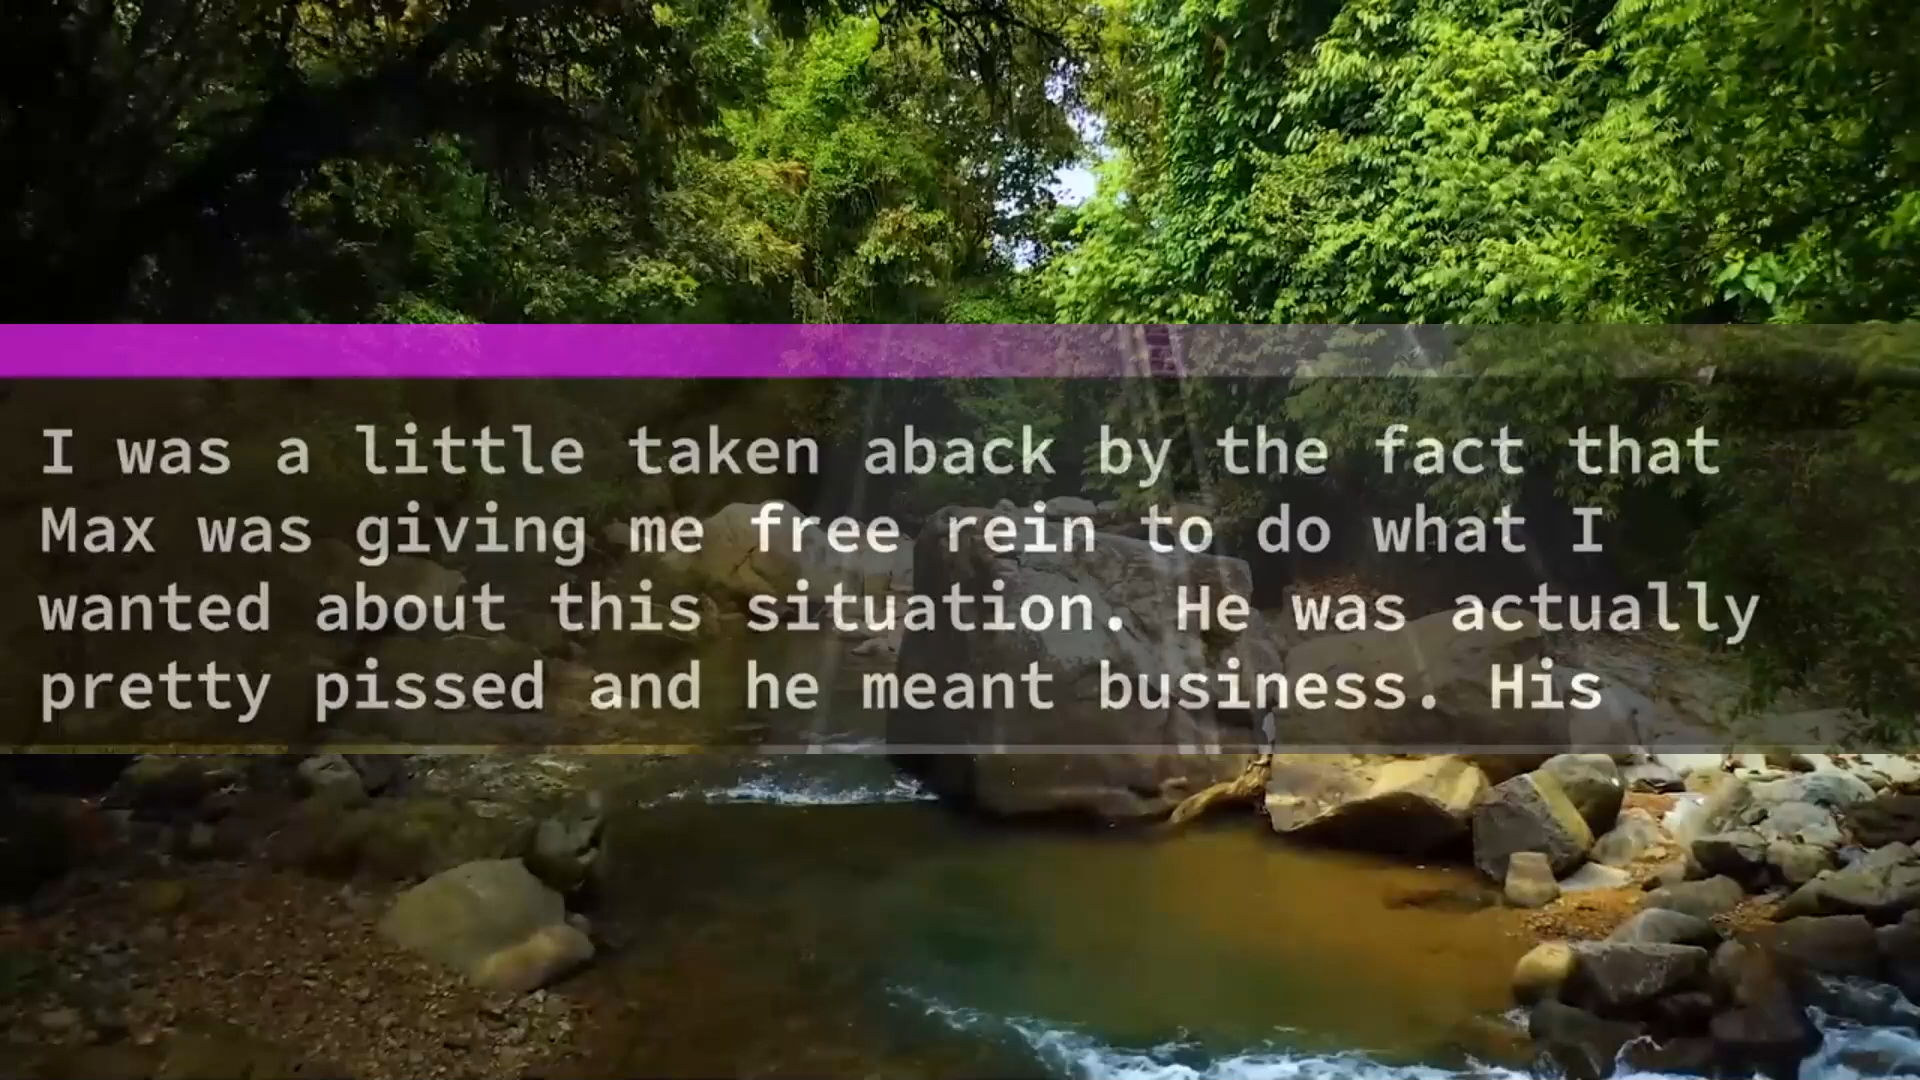 I was a little taken aback by the fact that
Max was giving me free rein to do what I
wanted about this situation. He was actually
pretty pissed and he meant business. His